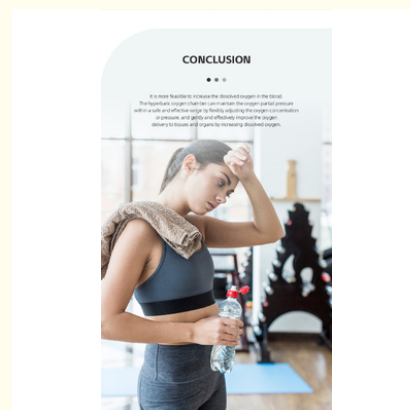 CONCLUSION
It is more feasible to increase the dissolved oxygen in the blood.
The hyperbaric oxygen chamber can maintain the oxygen partial pressure
within a safe and effective range by flexibly adjusting the oxygen concentration
or pressure, and gently and effectively improve the oxygen
delivery to tissues and organs by increasing dissolved oxygen.